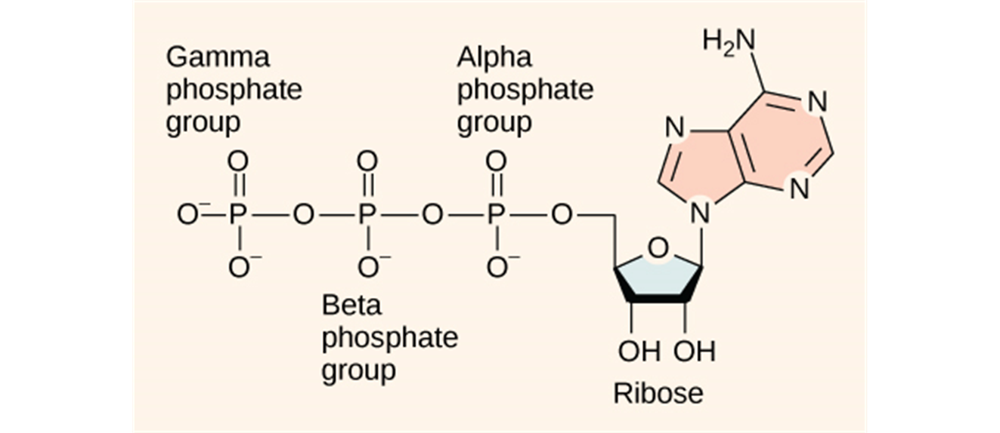 Gamma
phosphate
group
Alpha
phosphate
group
H₂N
N
N
O
O
O
O⁻
P
O
P
O
P
O
N
N
O
O⁻
O⁻
O⁻
Beta
phosphate
group
OH OH
Ribose